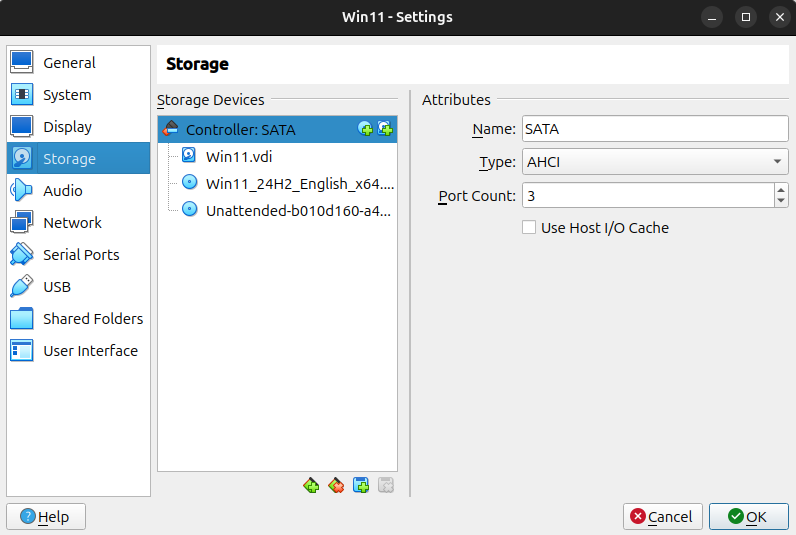 Win11 - Settings
General
System
Display
Storage
Audio
Network
Serial Ports
USB
Shared Folders
User Interface
Storage
Storage Devices
Controller: SATA
Win11.vdi
Win11_24H2_English_x64....
Unattended-b010d160-a4...
Attributes
Name: SATA
Type: AHCI
Port Count: 3
Use Host I/O Cache
Help
Cancel
OK